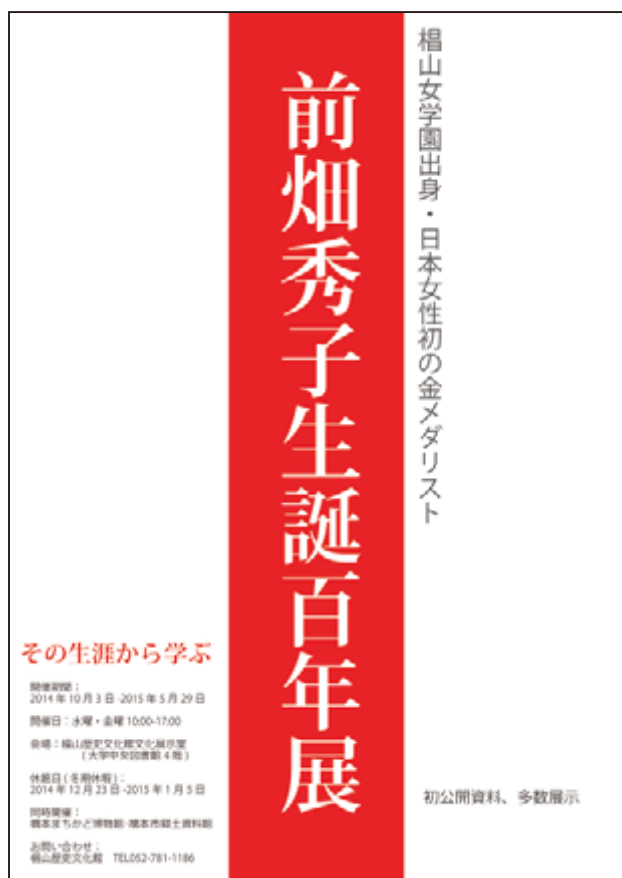 椙山女学園出身・日本女性初の金メダリスト
前畑秀子生誕百年展
その生涯から学ぶ
開催期間：
2014年10月3日-2015年5月29日
開催日：水曜・金曜 10:00-17:00
会場：椙山歴史文化館文化展示室
（大学中央図書館4階）
休館日(冬期休暇)：
2014年12月23日-2015年1月5日
同時開催：
橋本まちかど博物館・橋本市郷土資料館
お問い合わせ：
椙山歴史文化館 TEL052-781-1186
初公開資料、多数展示